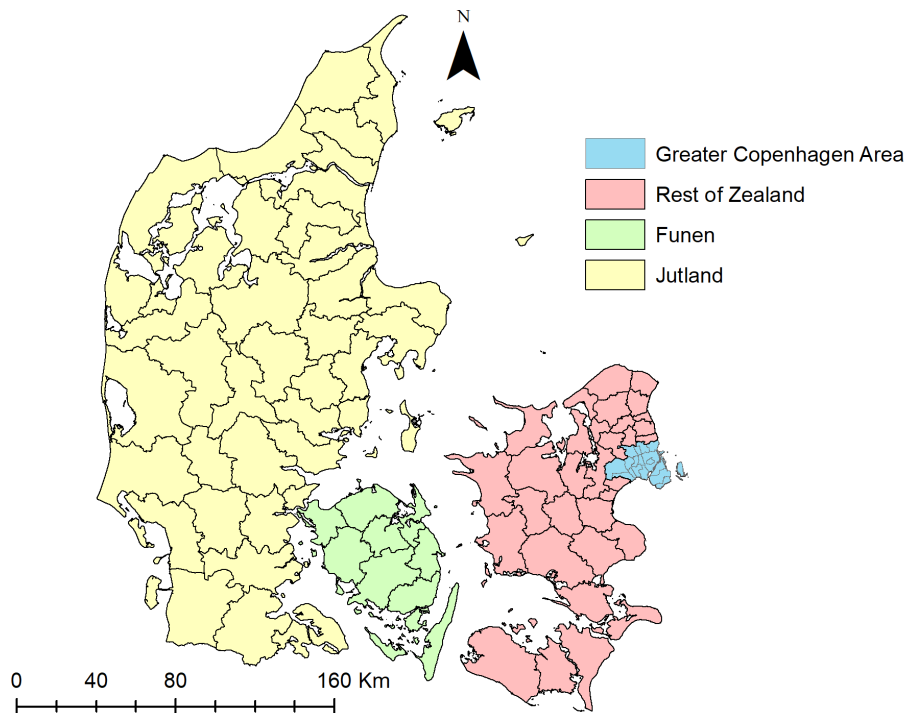 N
Greater Copenhagen Area
Rest of Zealand
Funen
Jutland
0 40 80 160 Km